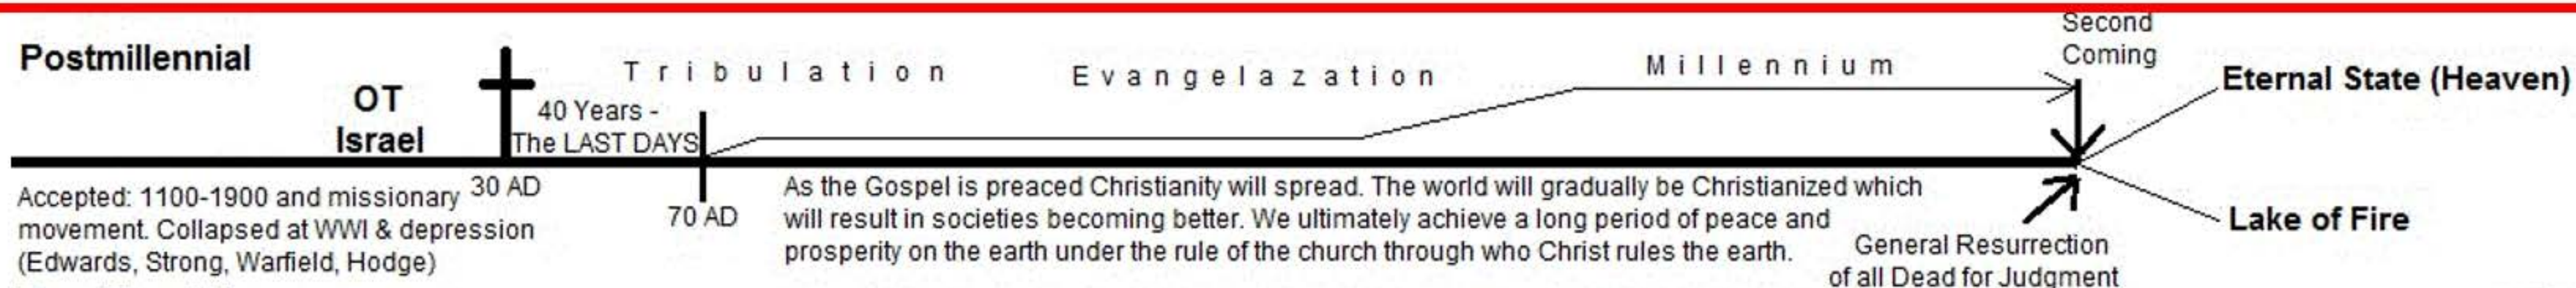 Postmillennial
OT
Israel
40 Years -
The LAST DAYS
Tribulation
Evangelazation
Millennium
Second
Coming
Eternal State (Heaven)
Lake of Fire
30 AD
70 AD
Accepted: 1100-1900 and missionary
movement. Collapsed at WWI & depression
(Edwards, Strong, Warfield, Hodge)
As the Gospel is preaced Christianity will spread. The world will gradually be Christianized which
will result in societies becoming better. We ultimately achieve a long period of peace and
prosperity on the earth under the rule of the church through who Christ rules the earth.
General Resurrection
of all Dead for Judgment